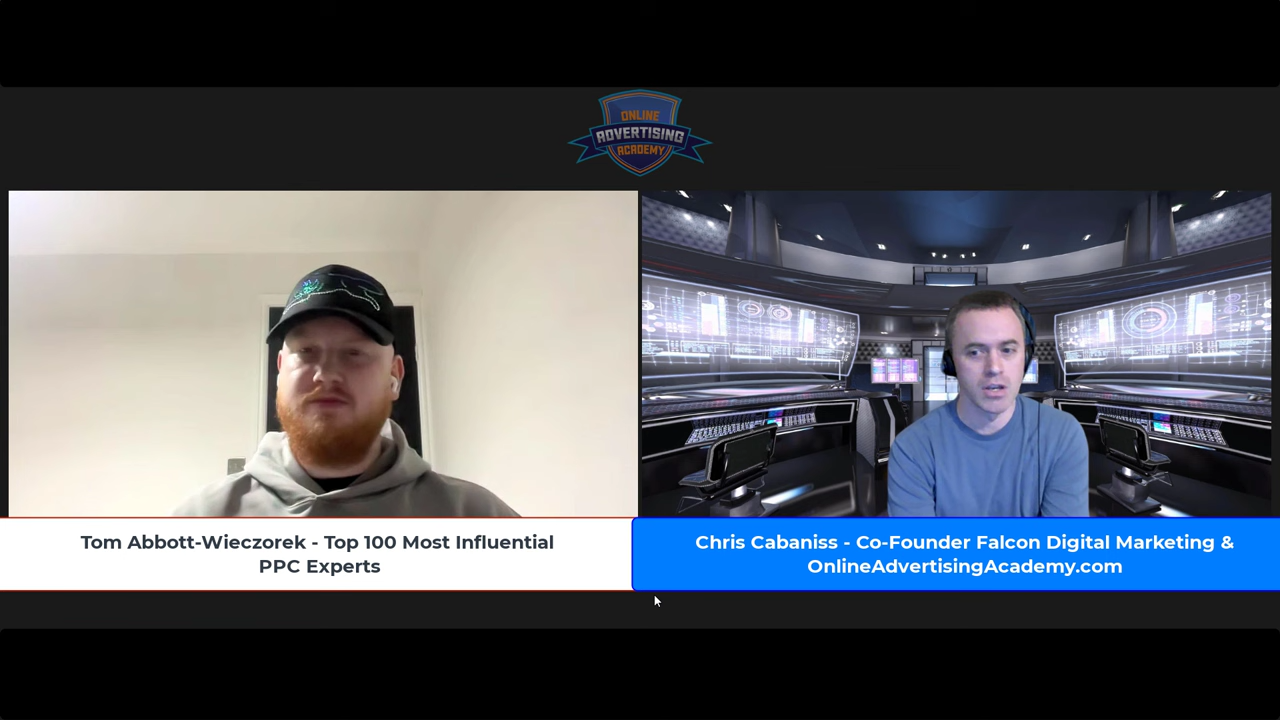 ONLINE
ADVERTISING
ACADEMY
Tom Abbott-Wieczorek - Top 100 Most Influential
PPC Experts
Chris Cabaniss - Co-Founder Falcon Digital Marketing &
OnlineAdvertisingAcademy.com